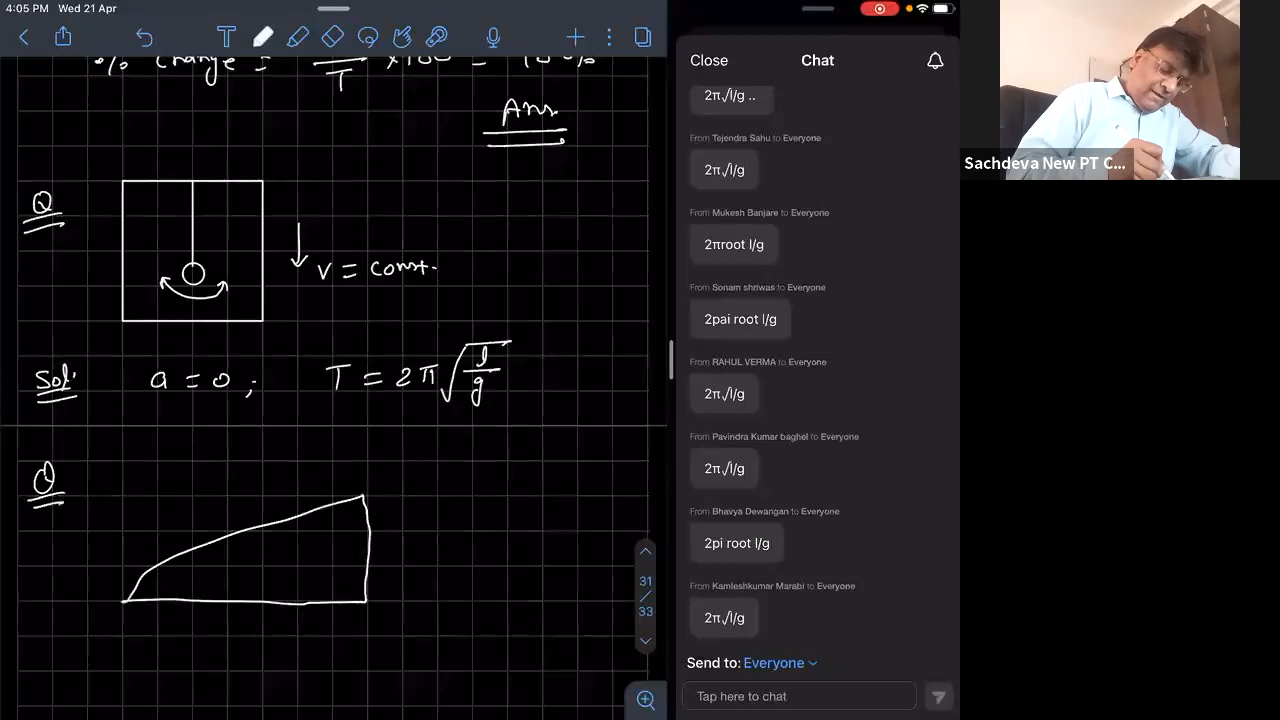 4:05 PM Wed 21 Apr
% Change =
T
x100 =
10%
Ans.
Q
v = const.
Sol:
a = 0 ;
T = 2π√l/g
Q
31
/
33
Close
Chat
2π√l/g ..
From Tejendra Sahu to Everyone
2π√l/g
From Mukesh Banjare to Everyone
2πroot l/g
From Sonam shriwas to Everyone
2pai root l/g
From RAHUL VERMA to Everyone
2π√l/g
From Pavindra Kumar baghel to Everyone
2π√l/g
From Bhavya Dewangan to Everyone
2pi root l/g
From Kamleshkumar Marabi to Everyone
2π√l/g
Send to: Everyone
Tap here to chat
Sachdeva New PT C...